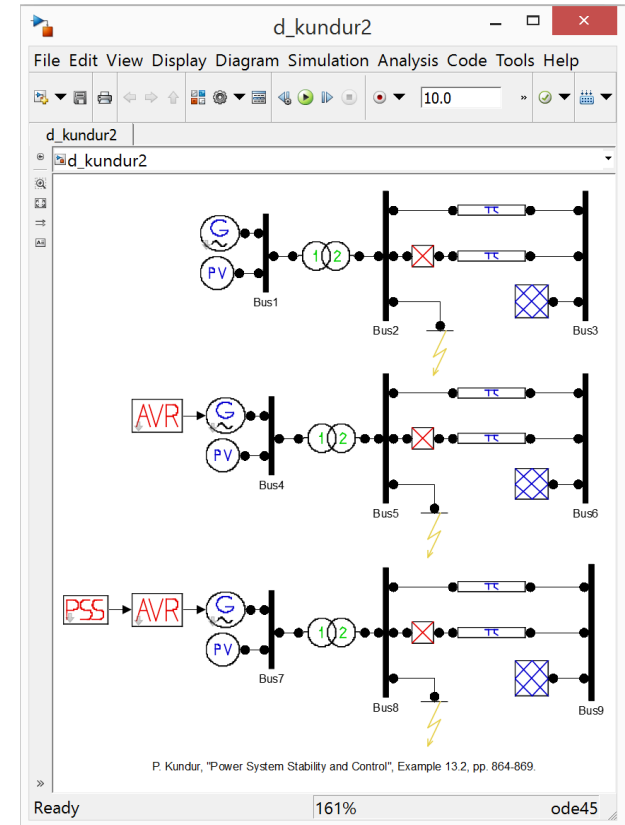 d_kundur2
File Edit View Display Diagram Simulation Analysis Code Tools Help
10.0 »
d_kundur2
d_kundur2
G
PV
Bus1
1 2
Bus2
π
π
Bus3
AVR
G
PV
Bus4
1 2
Bus5
π
π
Bus6
PSS
AVR
G
PV
Bus7
1 2
Bus8
π
π
Bus9
P. Kundur, "Power System Stability and Control", Example 13.2, pp. 864-869.
»
Ready 161% ode45